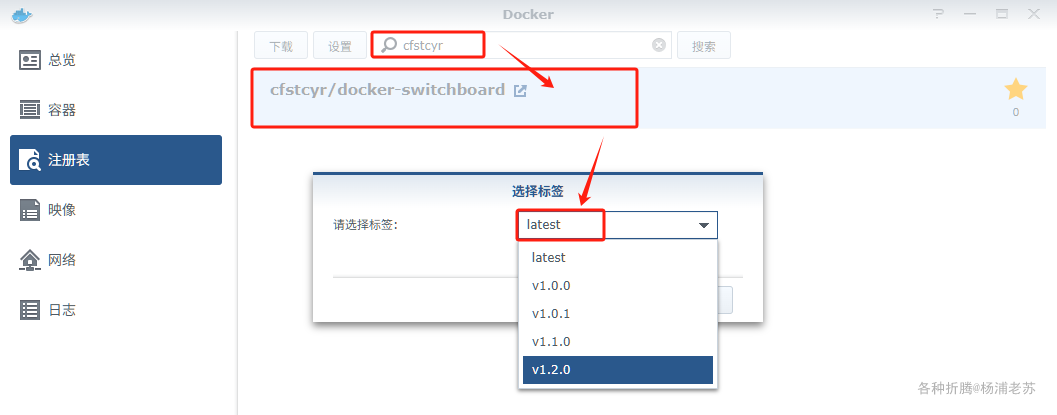 Docker
总览
容器
注册表
映像
网络
日志
下载 设置 cfstcyr 搜索
cfstcyr/docker-switchboard
0
选择标签
请选择标签: latest
latest
v1.0.0
v1.0.1
v1.1.0
v1.2.0
各种折腾@杨浦老苏